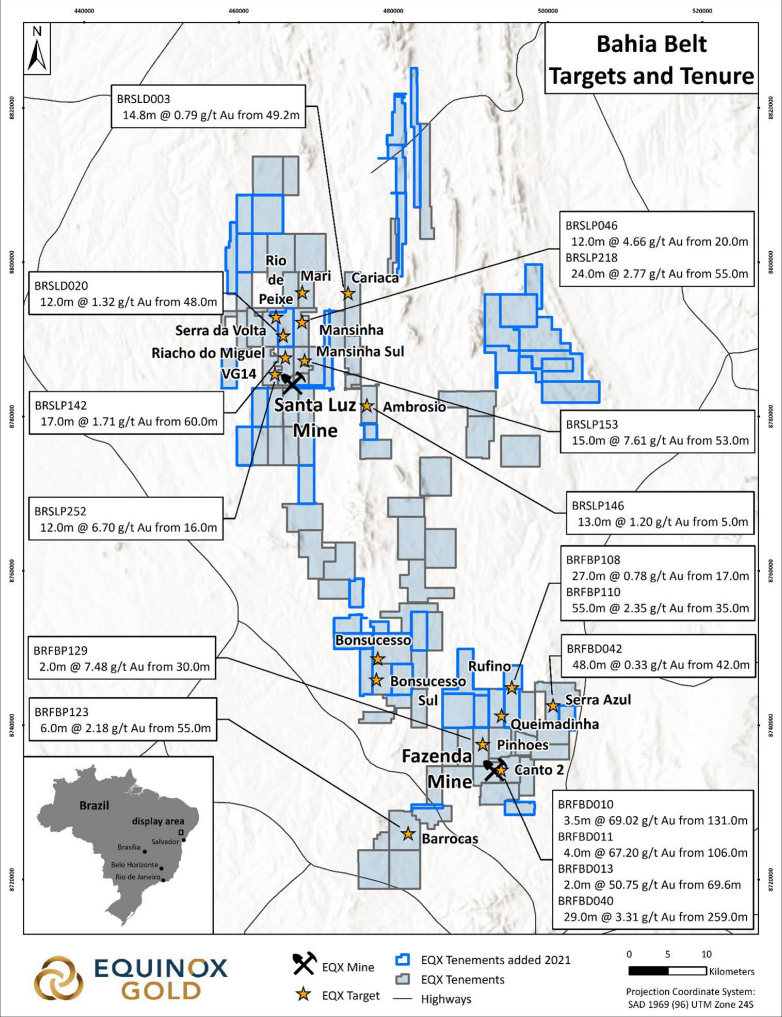 440000
460000
480000
500000
520000
N
Bahia Belt
Targets and Tenure
8820000
8800000
8780000
8760000
8740000
8720000
BRSLD003
14.8m @ 0.79 g/t Au from 49.2m
BRSLP046
12.0m @ 4.66 g/t Au from 20.0m
BRSLP218
24.0m @ 2.77 g/t Au from 55.0m
BRSLD020
12.0m @ 1.32 g/t Au from 48.0m
Rio
de
Peixe
Mari
Cariaca
Serra da Volta
Mansinha
Riacho do Miguel
Mansinha Sul
VG14
Santa Luz
Mine
Ambrosio
BRSLP142
17.0m @ 1.71 g/t Au from 60.0m
BRSLP153
15.0m @ 7.61 g/t Au from 53.0m
BRSLP252
12.0m @ 6.70 g/t Au from 16.0m
BRSLP146
13.0m @ 1.20 g/t Au from 5.0m
BRFBP108
27.0m @ 0.78 g/t Au from 17.0m
BRFBP110
55.0m @ 2.35 g/t Au from 35.0m
BRFBP129
2.0m @ 7.48 g/t Au from 30.0m
BRFBD042
48.0m @ 0.33 g/t Au from 42.0m
Bonsucesso
Bonsucesso
Sul
Rufino
Serra Azul
Queimadinha
Pinhoes
BRFBP123
6.0m @ 2.18 g/t Au from 55.0m
Fazenda
Mine
Canto 2
Barrocas
BRFBD010
3.5m @ 69.02 g/t Au from 131.0m
BRFBD011
4.0m @ 67.20 g/t Au from 106.0m
BRFBD013
2.0m @ 50.75 g/t Au from 69.6m
BRFBD040
29.0m @ 3.31 g/t Au from 259.0m
Brazil
display area
Salvador
Brasília
Belo Horizonte
Rio de Janeiro
EQUINOX
GOLD
EQX Mine
EQX Target
EQX Tenements added 2021
EQX Tenements
Highways
0 5 10
Kilometers
Projection Coordinate System:
SAD 1969 (96) UTM Zone 24S